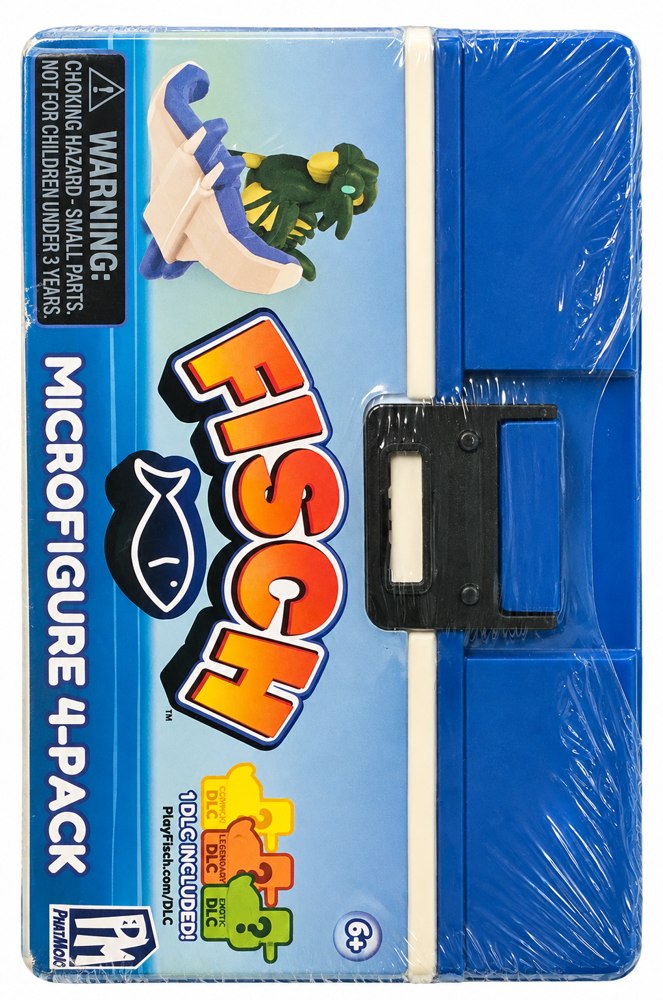 FISCH
TM
⚠ WARNING:
CHOKING HAZARD - SMALL PARTS.
NOT FOR CHILDREN UNDER 3 YEARS.
MICROFIGURE 4-PACK
6+
COMMON
DLC
LEGENDARY
DLC
EXOTIC
DLC
? ? ?
1 DLC INCLUDED!
PlayFisch.com/DLC
PM
PHATMOJO